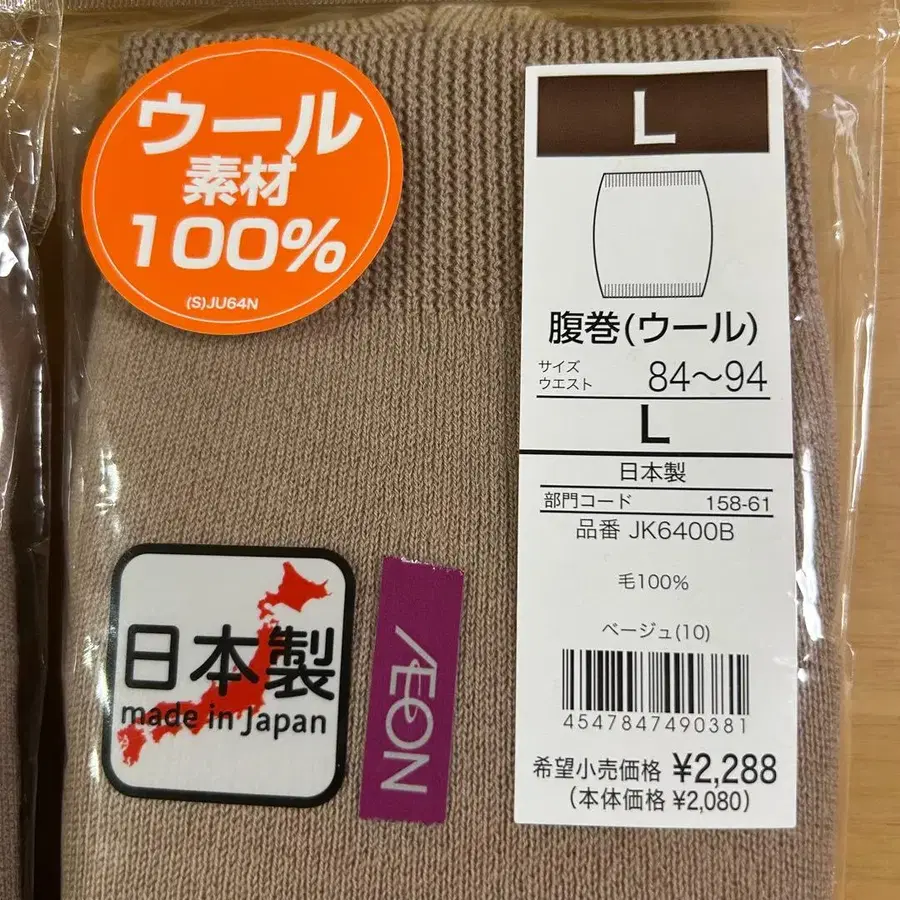 ウール
素材
100%
(S)JU64N
L
腹巻(ウール)
サイズ
ウエスト 84〜94
L
日本製
部門コード 158-61
品番 JK6400B
毛100%
ベージュ(10)
4547847490381
希望小売価格 ¥2,288
(本体価格 ¥2,080)
日本製
made in Japan
ÆON